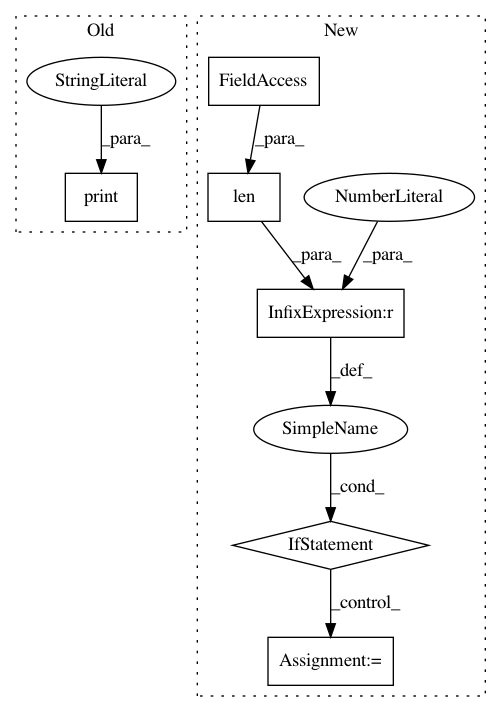 Old
New
StringLiteral
FieldAccess
_para_
_para_
print
len
NumberLiteral
_para_
_para_
InfixExpression:r
_def_
SimpleName
_cond_
IfStatement
_control_
Assignment:=